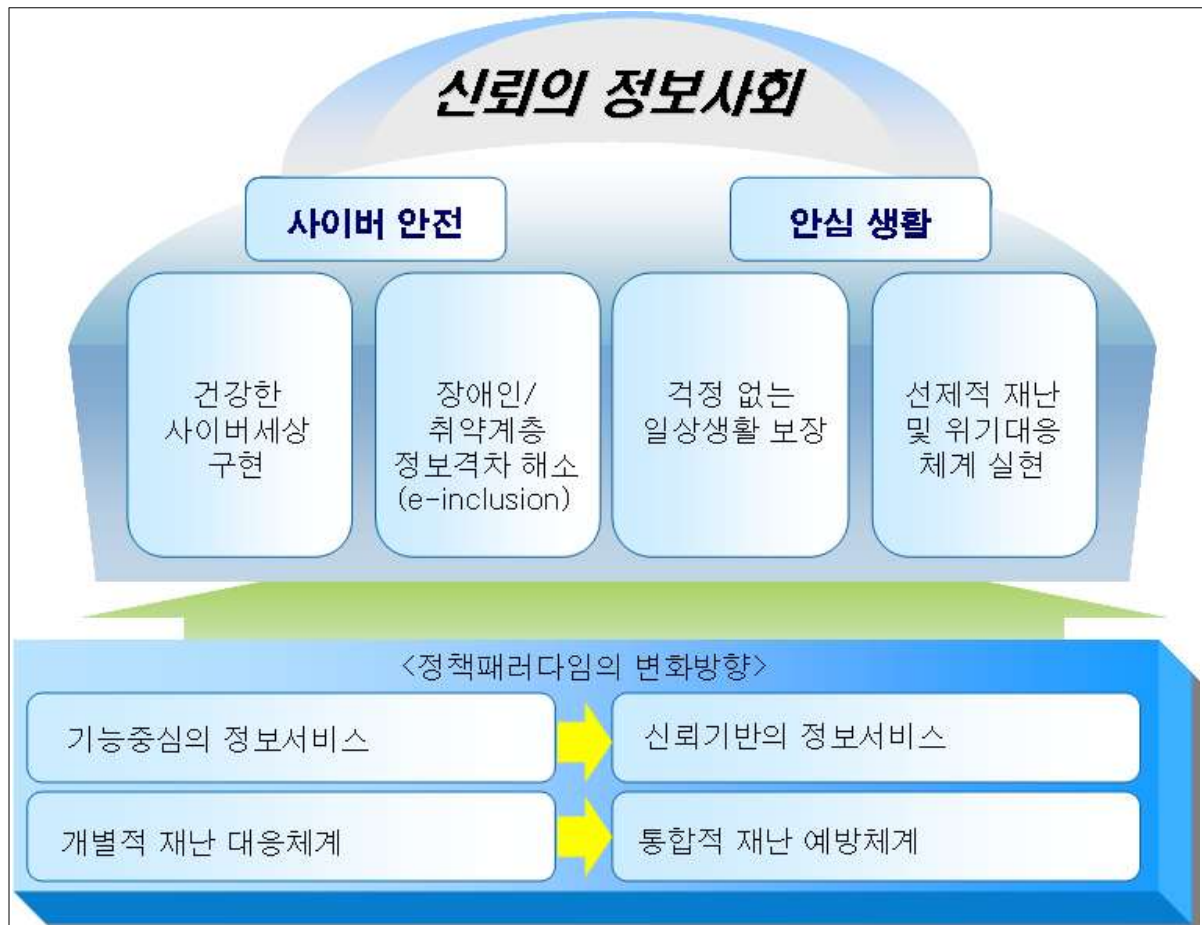 신뢰의 정보사회
사이버 안전
안심 생활
건강한
사이버세상
구현
장애인/
취약계층
정보격차 해소
(e-inclusion)
걱정 없는
일상생활 보장
선제적 재난
및 위기대응
체계 실현
<정책패러다임의 변화방향>
기능중심의 정보서비스
신뢰기반의 정보서비스
개별적 재난 대응체계
통합적 재난 예방체계